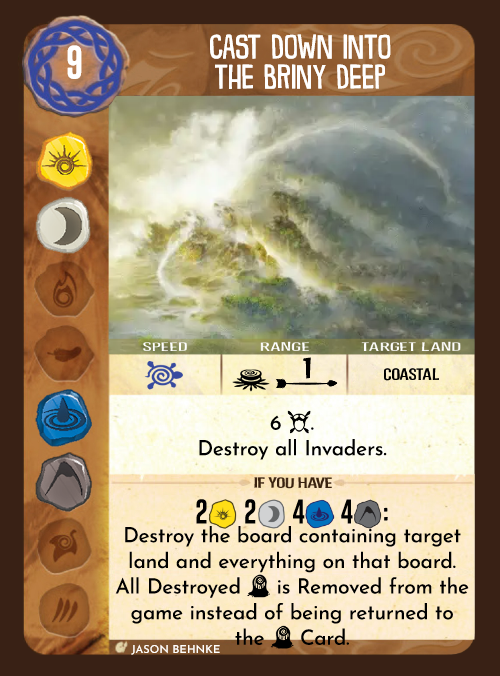 9
CAST DOWN INTO
THE BRINY DEEP
SPEED RANGE TARGET LAND
1 COASTAL
6 .
Destroy all Invaders.
IF YOU HAVE
2 2 4 4 :
Destroy the board containing target
land and everything on that board.
All Destroyed is Removed from the
game instead of being returned to
the Card.
JASON BEHNKE